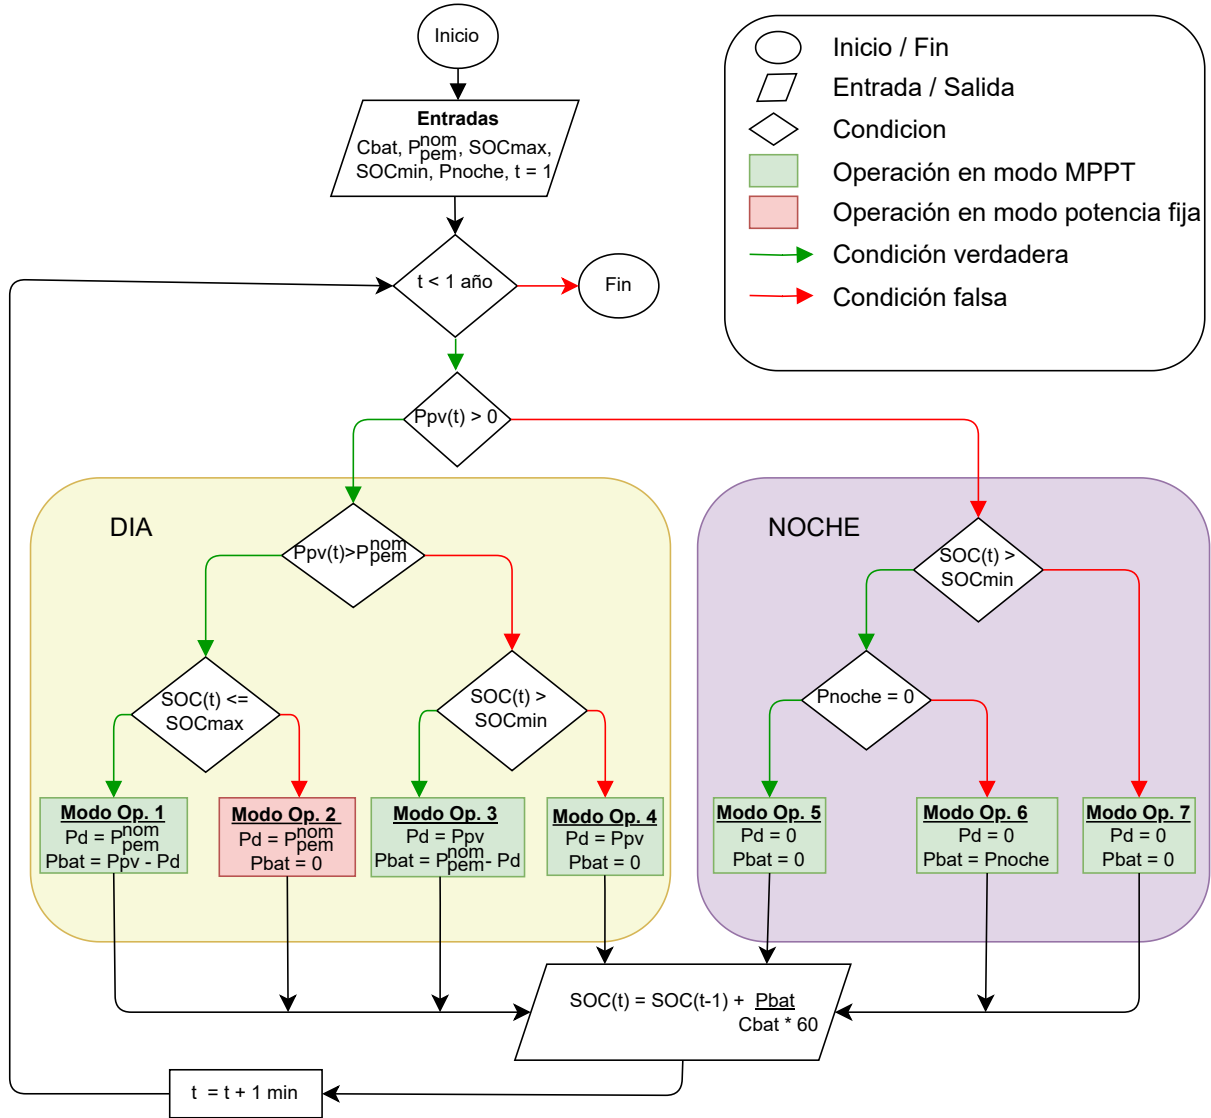 Inicio
Entradas
Cbat, P nom pem, SOCmax,
SOCmin, Pnoche, t = 1
t < 1 año
Fin
Inicio / Fin
Entrada / Salida
Condicion
Operación en modo MPPT
Operación en modo potencia fija
Condición verdadera
Condición falsa
Ppv(t) > 0
DIA
Ppv(t)>P nom pem
SOC(t) <=
SOCmax
SOC(t) >
SOCmin
Modo Op. 1
Pd = P nom pem
Pbat = Ppv - Pd
Modo Op. 2
Pd = P nom pem
Pbat = 0
Modo Op. 3
Pd = Ppv
Pbat = P nom pem - Pd
Modo Op. 4
Pd = Ppv
Pbat = 0
NOCHE
SOC(t) >
SOCmin
Pnoche = 0
Modo Op. 5
Pd = 0
Pbat = 0
Modo Op. 6
Pd = 0
Pbat = Pnoche
Modo Op. 7
Pd = 0
Pbat = 0
SOC(t) = SOC(t-1) + Pbat
Cbat * 60
t = t + 1 min